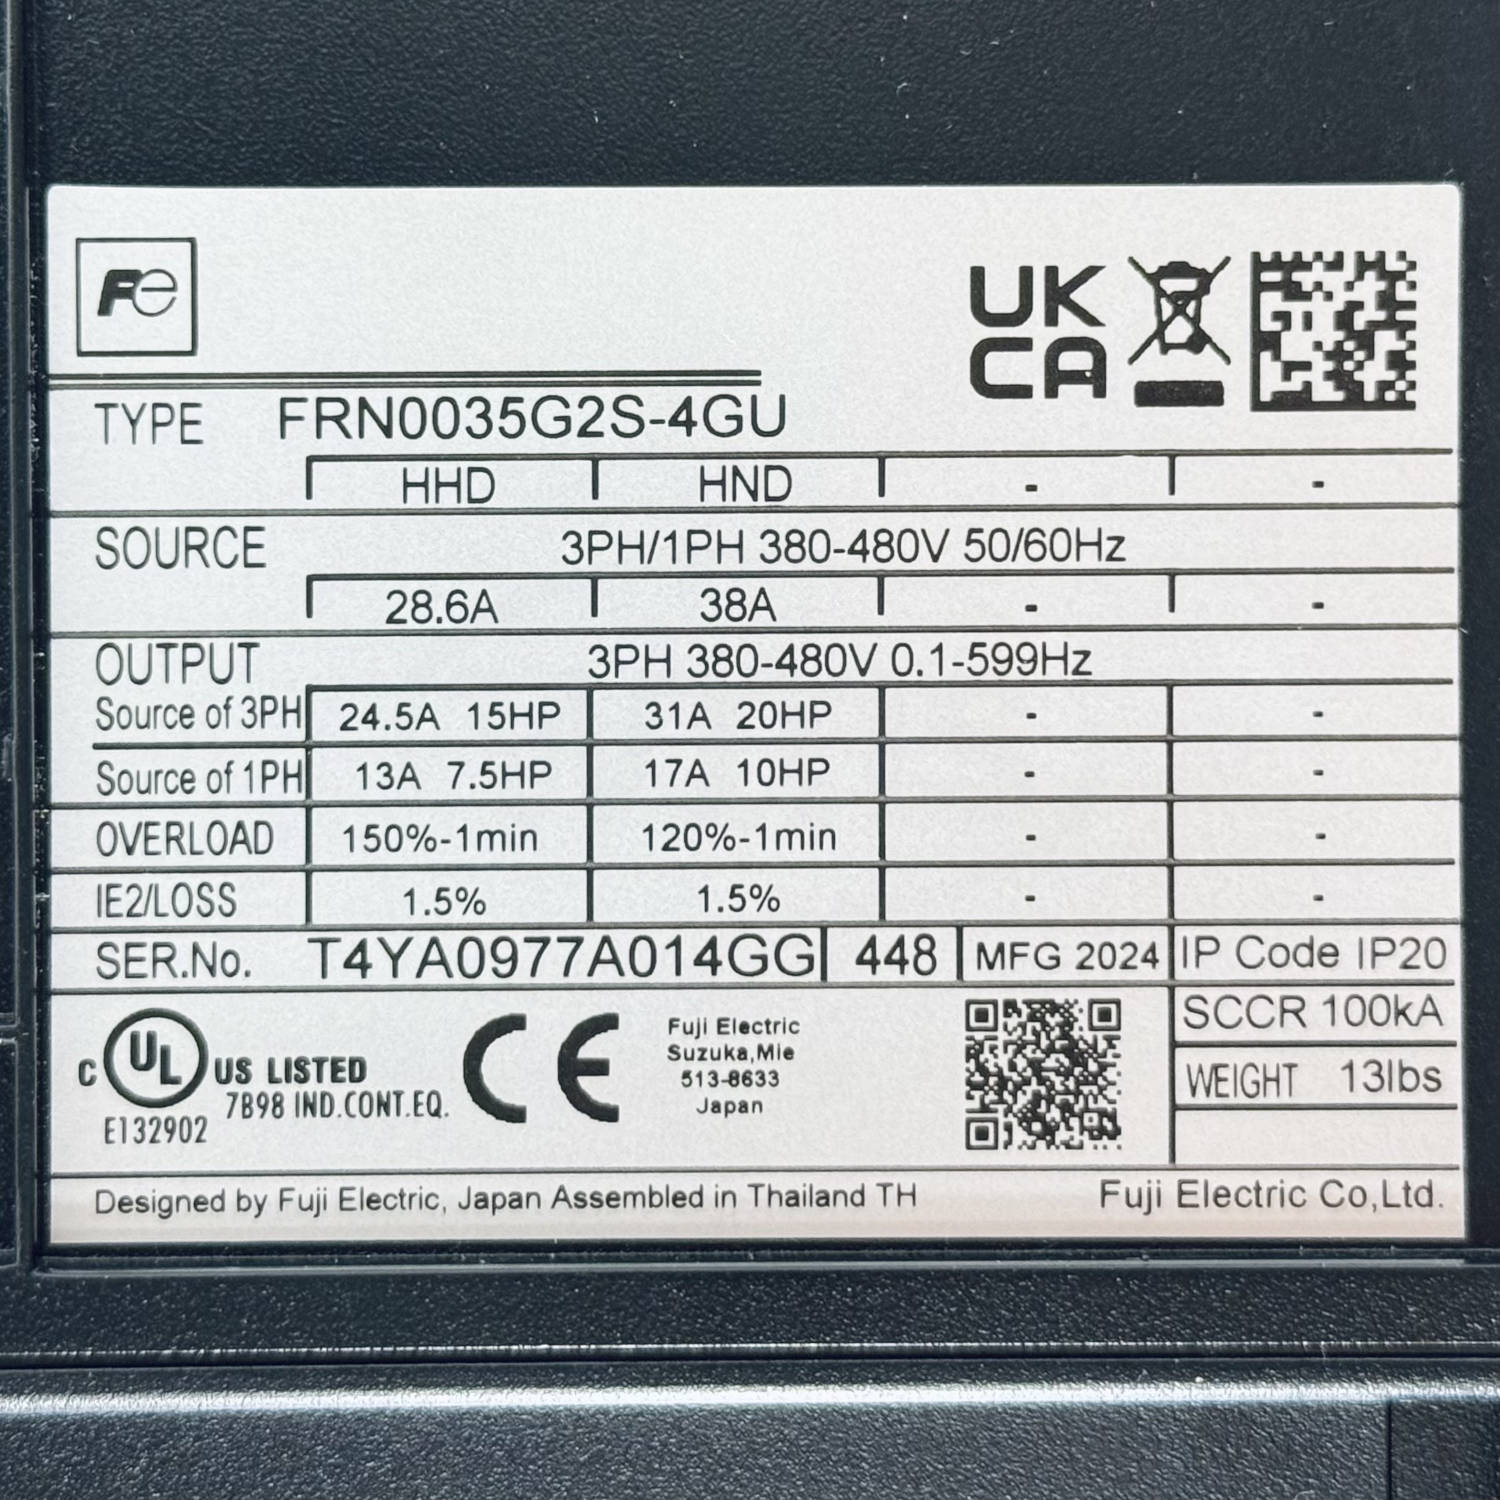 Fe
UK
CA
TYPE FRN0035G2S-4GU
HHD HND - -
SOURCE 3PH/1PH 380-480V 50/60Hz
28.6A 38A - -
OUTPUT 3PH 380-480V 0.1-599Hz
Source of 3PH 24.5A 15HP 31A 20HP - -
Source of 1PH 13A 7.5HP 17A 10HP - -
OVERLOAD 150%-1min 120%-1min - -
IE2/LOSS 1.5% 1.5% - -
SER.No. T4YA0977A014GG 448 MFG 2024 IP Code IP20
SCCR 100kA
WEIGHT 13lbs
C UL US LISTED
7B98 IND.CONT.EQ.
E132902
CE
Fuji Electric
Suzuka,Mie
513-8633
Japan
Designed by Fuji Electric, Japan Assembled in Thailand TH Fuji Electric Co,Ltd.